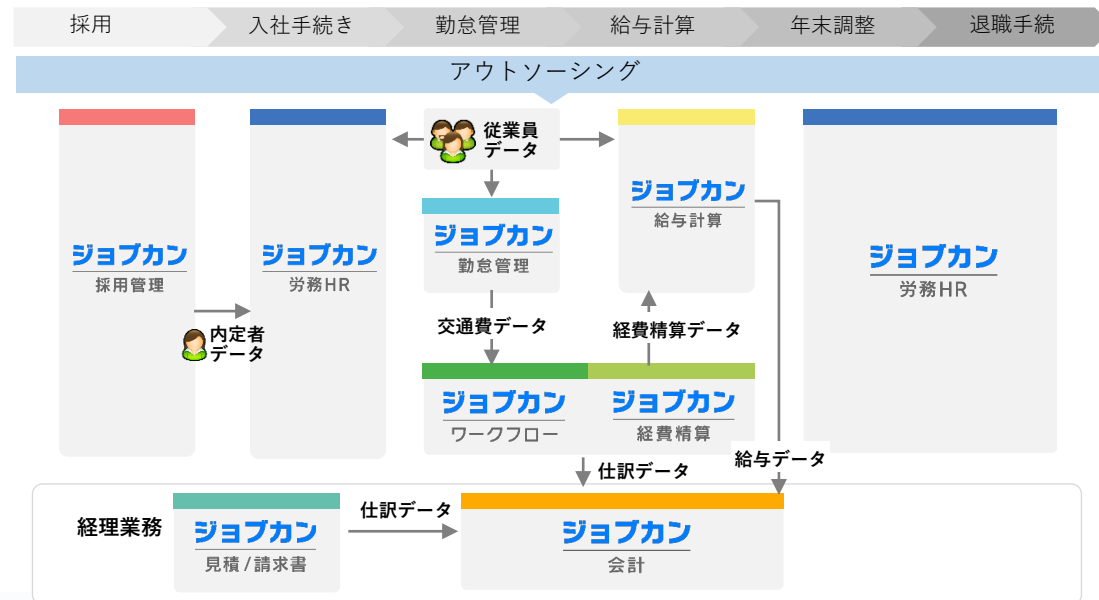 採用
入社手続き
勤怠管理
給与計算
年末調整
退職手続
アウトソーシング
従業員
データ
ジョブカン
採用管理
内定者
データ
ジョブカン
労務HR
ジョブカン
勤怠管理
交通費データ
ジョブカン
給与計算
経費精算データ
ジョブカン
ワークフロー
ジョブカン
経費精算
ジョブカン
労務HR
仕訳データ
給与データ
経理業務
ジョブカン
見積/請求書
仕訳データ
ジョブカン
会計